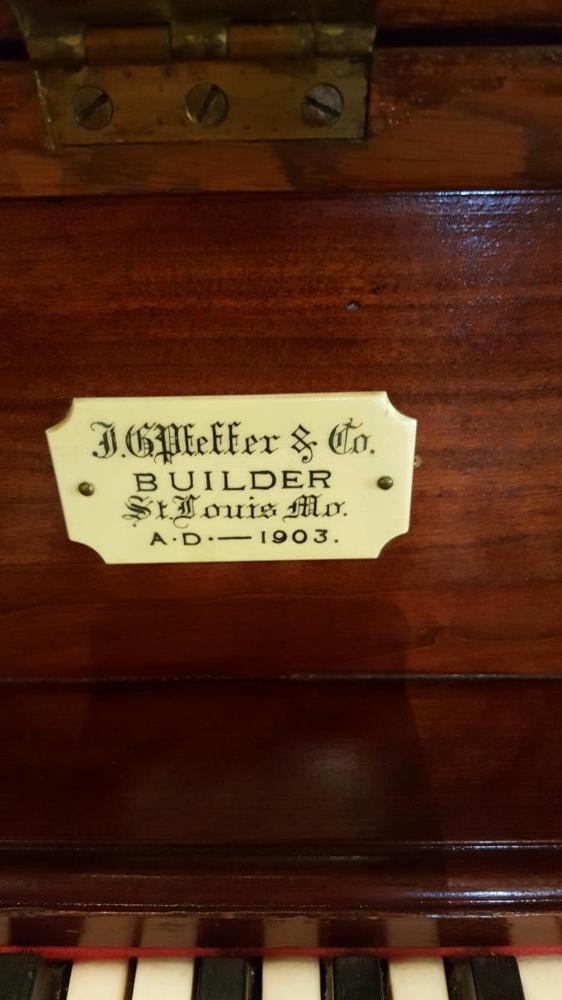 J.G.Pfeffer & Co.
BUILDER
St. Louis Mo.
A·D·— 1903.